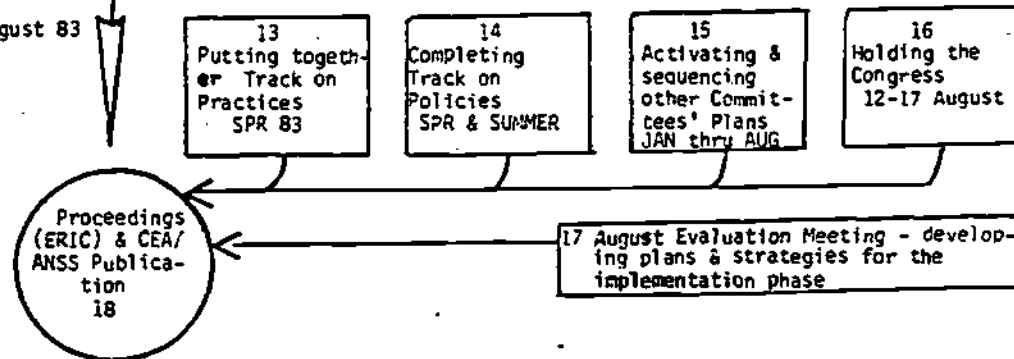 gust 83
13
Putting togeth-
er Track on
Practices
SPR 83
14
Completing
Track on
Policies
SPR & SUMMER
15
Activating &
sequencing
other Commit-
tees' Plans
JAN thru AUG
16
Holding the
Congress
12-17 August
Proceedings
(ERIC) & CEA/
ANSS Publica-
tion
18
17 August Evaluation Meeting - develop-
ing plans & strategies for the
implementation phase